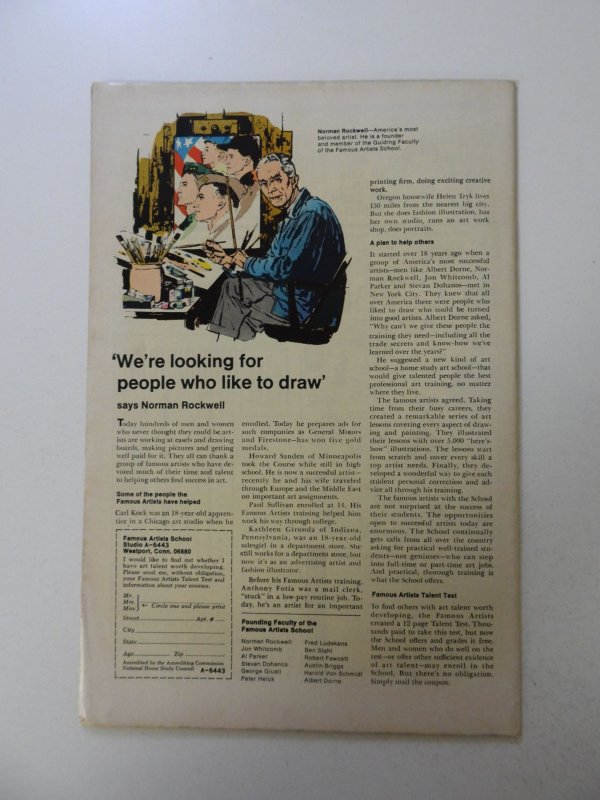 Norman Rockwell—America's most
beloved artist. He is a founder
and member of the Guiding Faculty
of the Famous Artists School.
'We're looking for
people who like to draw'
says Norman Rockwell
Today hundreds of men and women
who never thought they could be art-
ists are working at easels and drawing
boards, making pictures and getting
well paid for it. They all can thank a
group of famous artists who have de-
voted much of their time and talent
to helping others find success in art.
Some of the people the
Famous Artists have helped
Carl Kock was an 18-year-old appren-
tice in a Chicago art studio when he
enrolled. Today he prepares ads for
such companies as General Motors
and Firestone—has won five gold
medals.
Howard Sanden of Minneapolis
took the Course while still in high
school. He is now a successful artist—
recently he and his wife traveled
through Europe and the Middle East
on important art assignments.
Paul Sullivan enrolled at 14. His
Famous Artists training helped him
work his way through college.
Kathleen Gironda of Indiana,
Pennsylvania, was an 18-year-old
salesgirl in a department store. She
still works for a department store, but
now it's as an advertising artist and
fashion illustrator.
Before his Famous Artists training,
Anthony Fotia was a mail clerk,
"stuck" in a low-pay routine job. To-
day, he's an artist for an important
printing firm, doing exciting creative
work.
Oregon housewife Helen Tryk lives
150 miles from the nearest big city.
But she does fashion illustration, has
her own studio, runs an art work
shop, does portraits.
A plan to help others
It started over 18 years ago when a
group of America's most successful
artists—men like Albert Dorne, Nor-
man Rockwell, Jon Whitcomb, Al
Parker and Stevan Dohanos—met in
New York City. They knew that all
over America there were people who
liked to draw who could be turned
into good artists. Albert Dorne asked,
"Why can't we give these people the
training they need—including all the
trade secrets and know-how we've
learned over the years?"
He suggested a new kind of art
school—a home study art school—that
would give talented people the best
professional art training, no matter
where they live.
The famous artists agreed. Taking
time from their busy careers, they
created a remarkable series of art
lessons covering every aspect of draw-
ing and painting. They illustrated
their lessons with over 5,000 "here's-
how" illustrations. The lessons start
from scratch and cover every skill a
top artist needs. Finally, they de-
veloped a wonderful way to give each
student personal correction and ad-
vice all through his training.
The famous artists with the School
are not surprised at the success of
their students. The opportunities
open to successful artists today are
enormous. The School continually
gets calls from all over the country
asking for practical well-trained stu-
dents—not geniuses—who can step
into full-time or part-time art jobs.
And practical, thorough training is
what the School offers.
Famous Artists Talent Test
To find others with art talent worth
developing, the Famous Artists
created a 12-page Talent Test. Thou-
sands paid to take this test, but now
the School offers and grades it free.
Men and women who do well on the
test—or offer other sufficient evidence
of art talent—may enroll in the
School. But there's no obligation.
Simply mail the coupon.
Famous Artists School
Studio A-6443
Westport, Conn. 06880
I would like to find out whether I
have art talent worth developing.
Please send me, without obligation,
your Famous Artists Talent Test and
information about your courses.
Mr.
Mrs.
Miss
← Circle one and please print
Street Apt. #
City
State
Age Zip
Accredited by the Accrediting Commission
National Home Study Council A-6443
Founding Faculty of the
Famous Artists School
Norman Rockwell
Jon Whitcomb
Al Parker
Stevan Dohanos
George Giusti
Peter Helck
Fred Ludekens
Ben Stahl
Robert Fawcett
Austin Briggs
Harold Von Schmidt
Albert Dorne